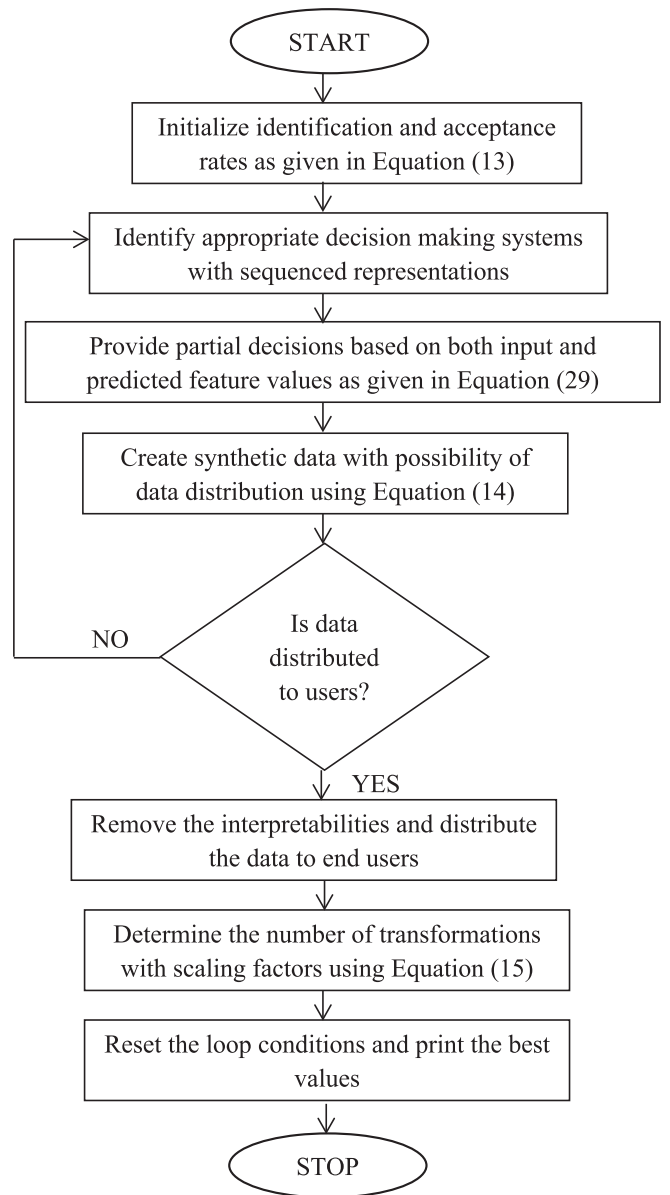 START
Initialize identification and acceptance
rates as given in Equation (13)
Identify appropriate decision making systems
with sequenced representations
Provide partial decisions based on both input and
predicted feature values as given in Equation (29)
Create synthetic data with possibility of
data distribution using Equation (14)
Is data
distributed
to users?
NO
YES
Remove the interpretabilities and distribute
the data to end users
Determine the number of transformations
with scaling factors using Equation (15)
Reset the loop conditions and print the best
values
STOP